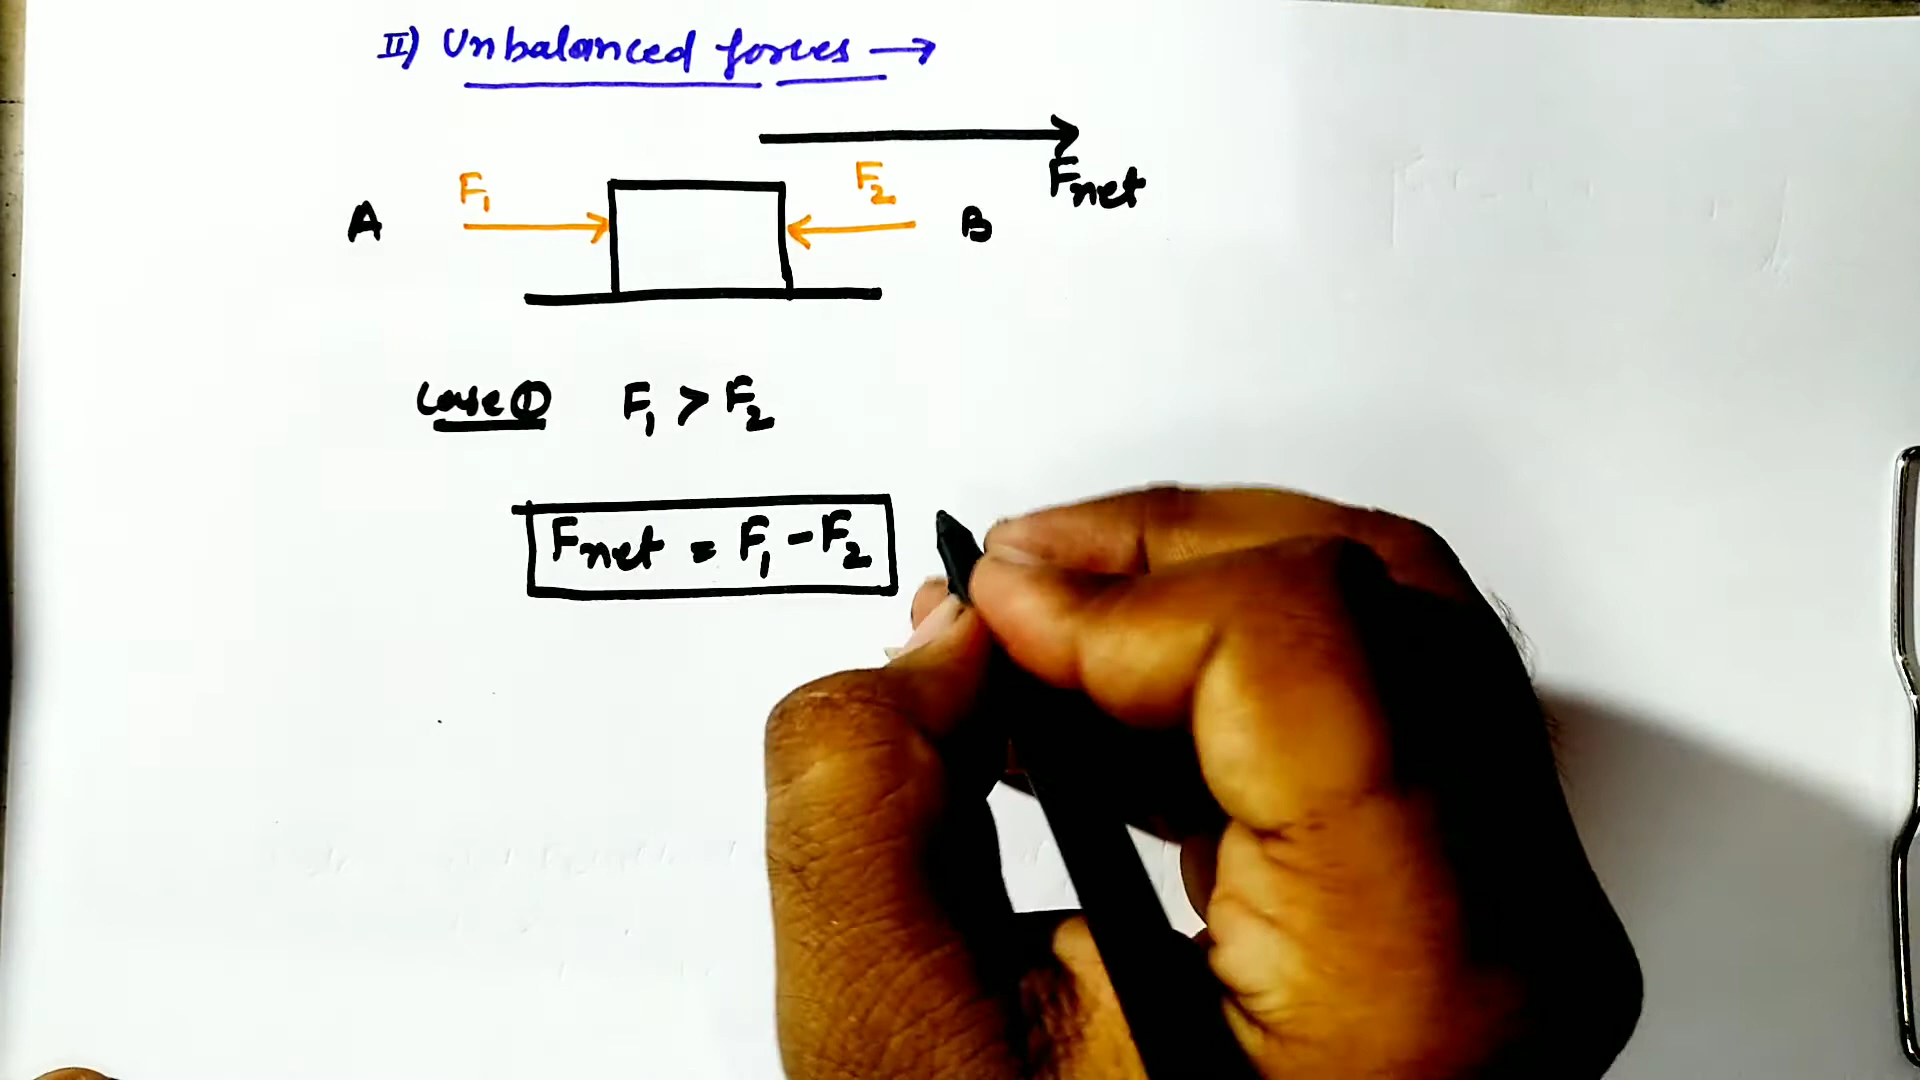 II) Unbalanced forces →
Fnet
A F₁ F₂ B
Case ① F₁ > F₂
Fnet = F₁ - F₂